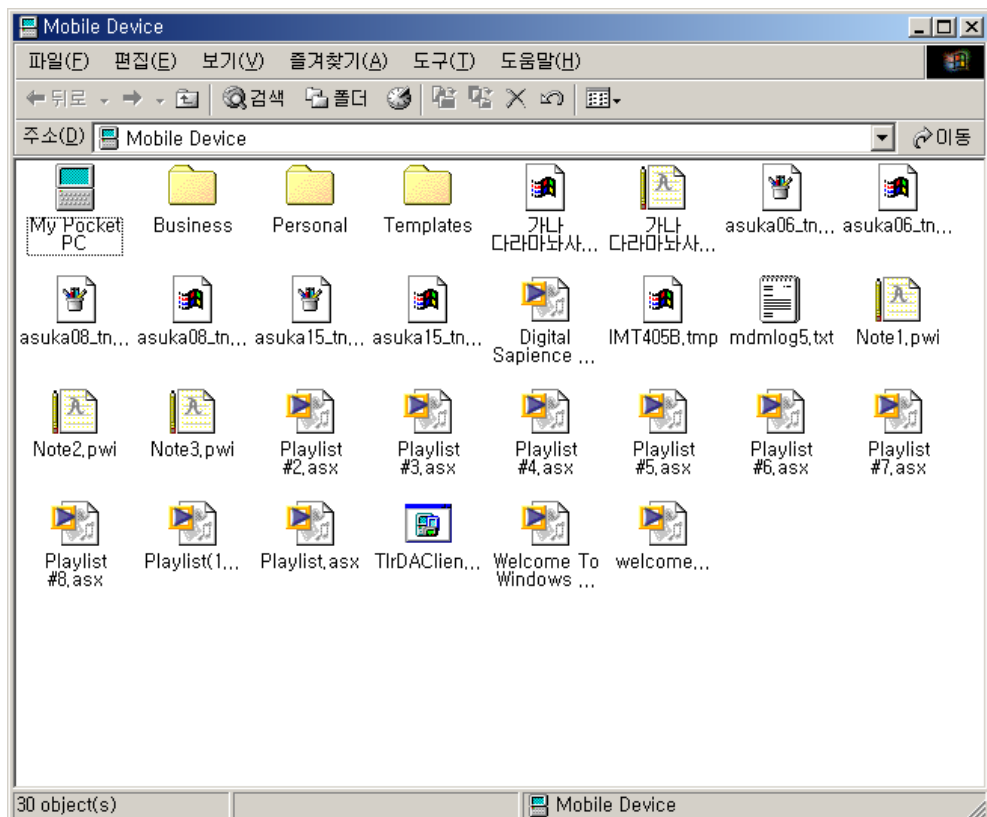 Mobile Device
파일(F) 편집(E) 보기(V) 즐겨찾기(A) 도구(T) 도움말(H)
뒤로 검색 폴더
주소(D) Mobile Device 이동
My Pocket PC
Business
Personal
Templates
가나
다라마놔사...
가나
다라마놔사...
asuka06_tn...
asuka06_tn...
asuka08_tn...
asuka08_tn...
asuka15_tn...
asuka15_tn...
Digital
Sapience ...
IMT405B.tmp
mdmlog5.txt
Note1.pwi
Note2.pwi
Note3.pwi
Playlist
#2.asx
Playlist
#3.asx
Playlist
#4.asx
Playlist
#5.asx
Playlist
#6.asx
Playlist
#7.asx
Playlist
#8.asx
Playlist(1...
Playlist.asx
TIrDAClien...
Welcome To
Windows ...
welcome...
30 object(s)
Mobile Device